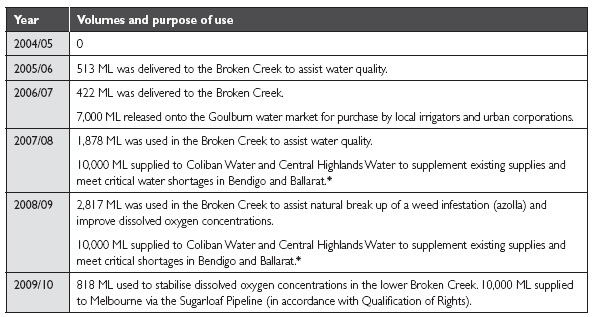 Year Volumes and purpose of use
2004/05 0
2005/06 513 ML was delivered to the Broken Creek to assist water quality.
2006/07 422 ML was delivered to the Broken Creek.
7,000 ML released onto the Goulburn water market for purchase by local irrigators and urban corporations.
2007/08 1,878 ML was used in the Broken Creek to assist water quality.
10,000 ML supplied to Coliban Water and Central Highlands Water to supplement existing supplies and
meet critical water shortages in Bendigo and Ballarat.*
2008/09 2,817 ML was used in the Broken Creek to assist natural break up of a weed infestation (azolla) and
improve dissolved oxygen concentrations.
10,000 ML supplied to Coliban Water and Central Highlands Water to supplement existing supplies and
meet critical shortages in Bendigo and Ballarat.*
2009/10 818 ML used to stabilise dissolved oxygen concentrations in the lower Broken Creek. 10,000 ML supplied
to Melbourne via the Sugarloaf Pipeline (in accordance with Qualification of Rights).